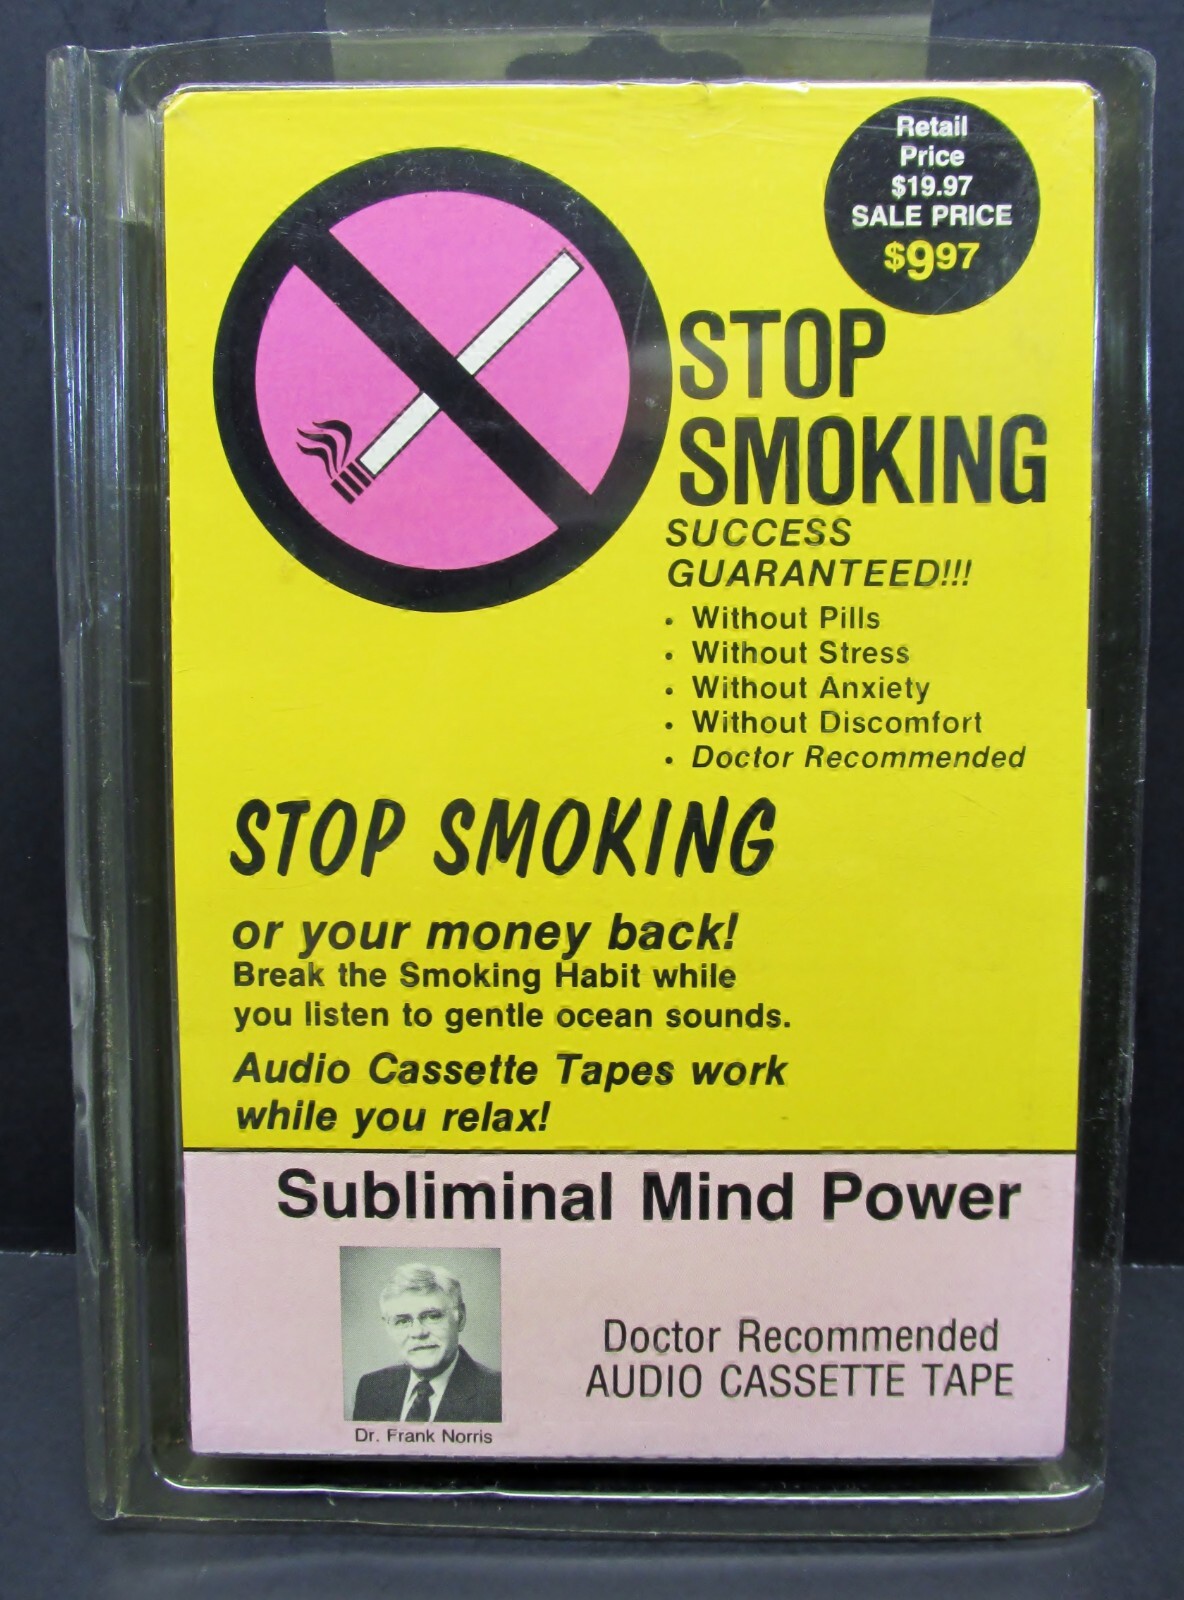 Retail
Price
$19.97
SALE PRICE
$997
STOP
SMOKING
SUCCESS
GUARANTEED!!!
• Without Pills
• Without Stress
• Without Anxiety
• Without Discomfort
• Doctor Recommended
STOP SMOKING
or your money back!
Break the Smoking Habit while
you listen to gentle ocean sounds.
Audio Cassette Tapes work
while you relax!
Subliminal Mind Power
Dr. Frank Norris
Doctor Recommended
AUDIO CASSETTE TAPE